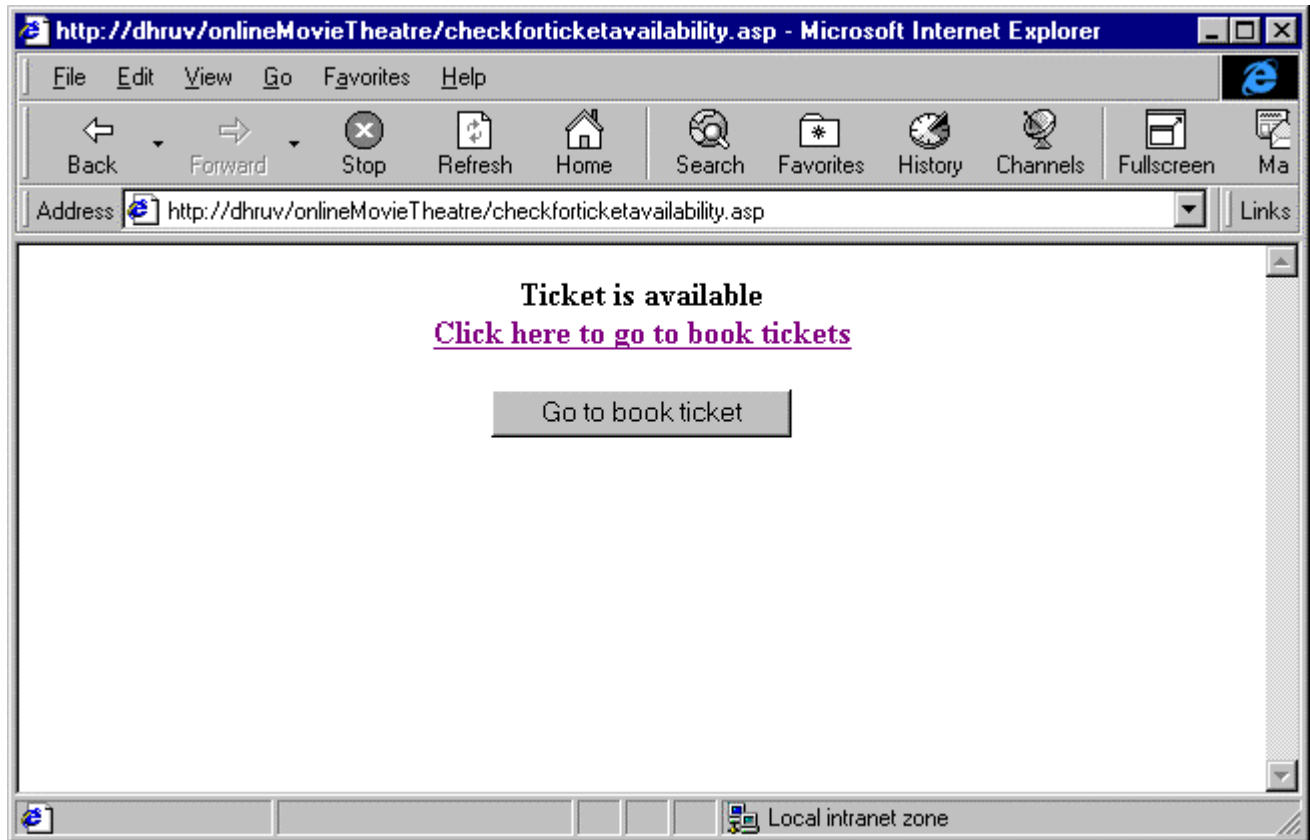 http://dhruv/onlineMovieTheatre/checkforticketavailability.asp - Microsoft Internet Explorer
File Edit View Go Favorites Help
Back Forward Stop Refresh Home Search Favorites History Channels Fullscreen Ma
Address http://dhruv/onlineMovieTheatre/checkforticketavailability.asp Links
Ticket is available
Click here to go to book tickets
Go to book ticket
Local intranet zone